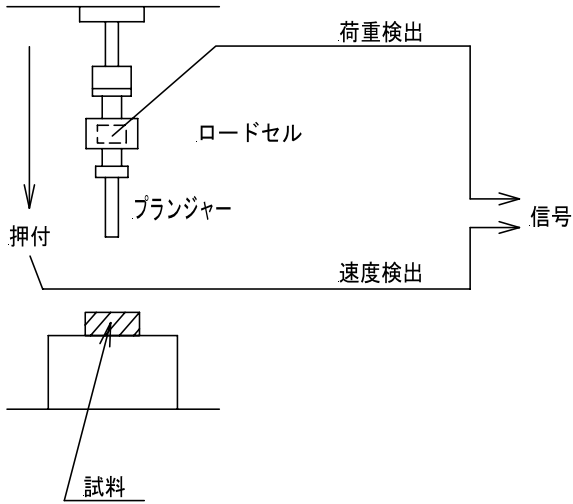 荷重検出
ロードセル
プランジャー
信号
押付
速度検出
試料